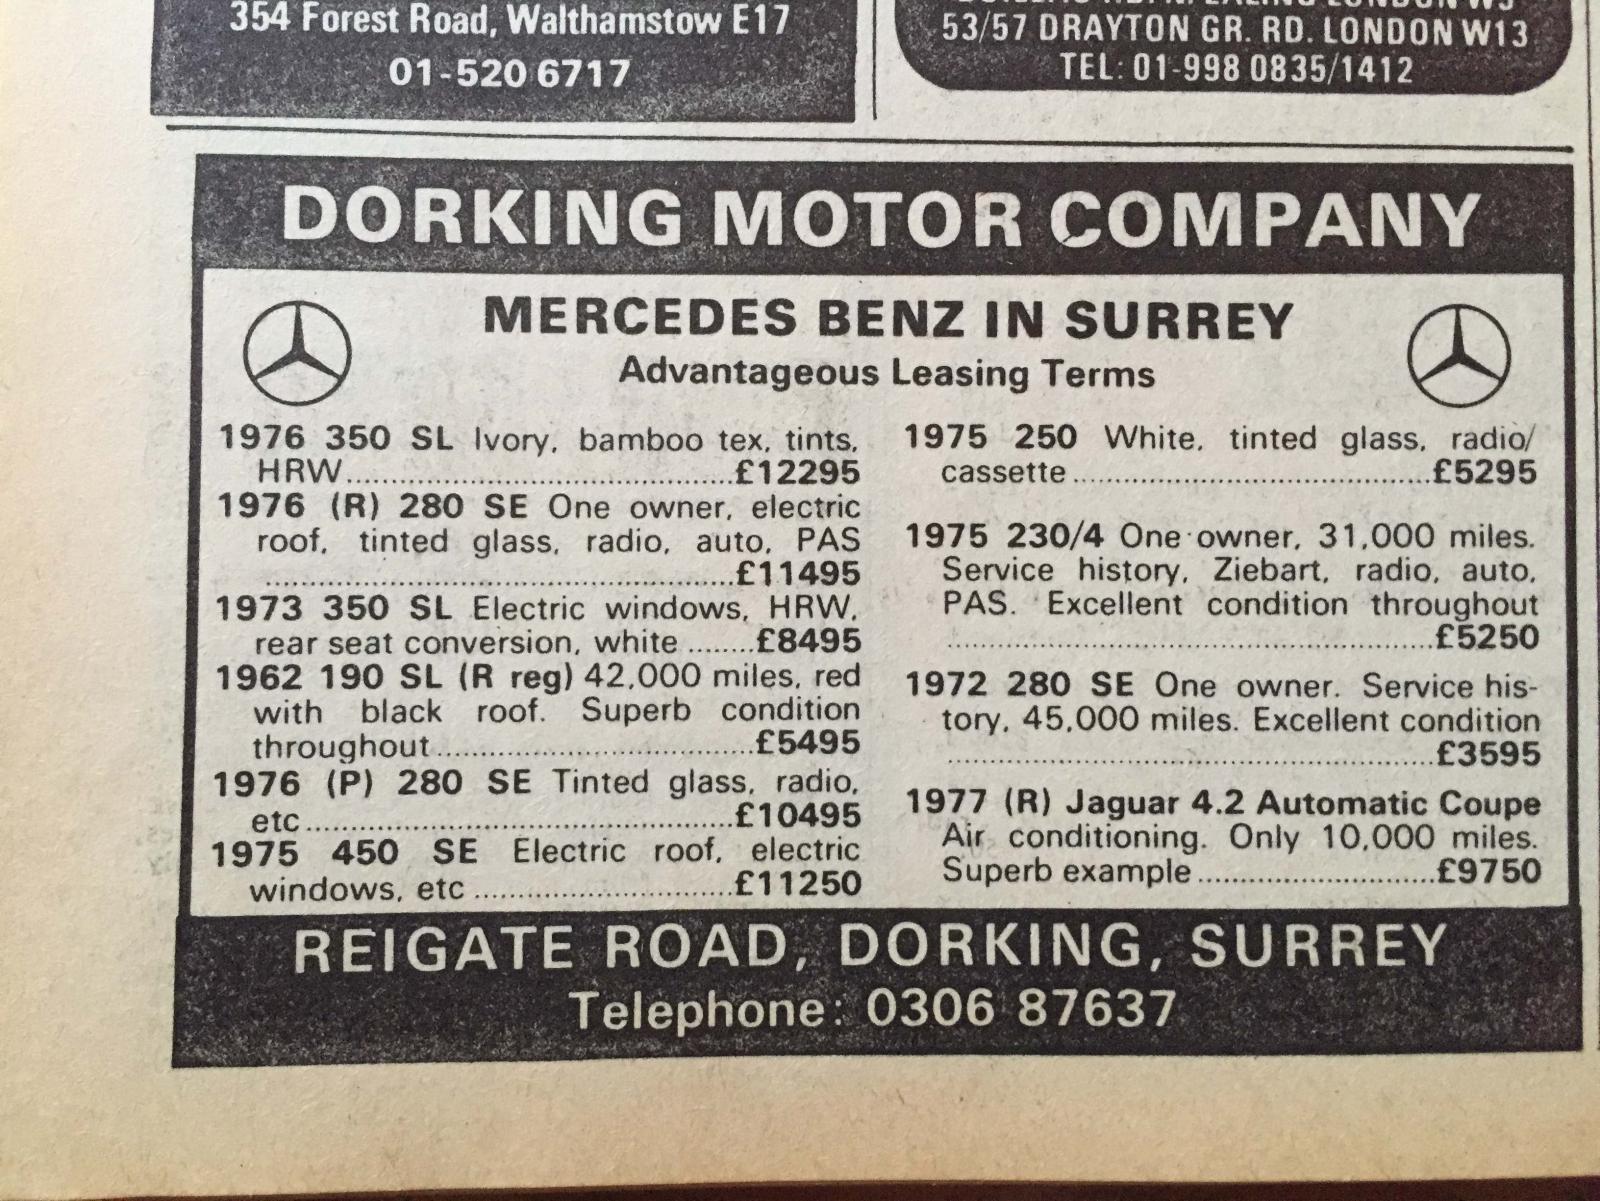 354 Forest Road, Walthamstow E17
01-520 6717
53/57 DRAYTON GR. RD. LONDON W13
TEL: 01-998 0835/1412
DORKING MOTOR COMPANY
MERCEDES BENZ IN SURREY
Advantageous Leasing Terms
1976 350 SL Ivory, bamboo tex, tints,
HRW..........£12295
1976 (R) 280 SE One owner, electric
roof, tinted glass, radio, auto, PAS
..........£11495
1973 350 SL Electric windows, HRW,
rear seat conversion, white ........£8495
1962 190 SL (R reg) 42,000 miles, red
with black roof. Superb condition
throughout..........£5495
1976 (P) 280 SE Tinted glass, radio,
etc..........£10495
1975 450 SE Electric roof, electric
windows, etc..........£11250
1975 250 White, tinted glass, radio/
cassette..........£5295
1975 230/4 One owner, 31,000 miles.
Service history, Ziebart, radio, auto,
PAS. Excellent condition throughout
..........£5250
1972 280 SE One owner. Service his-
tory, 45,000 miles. Excellent condition
..........£3595
1977 (R) Jaguar 4.2 Automatic Coupe
Air conditioning. Only 10,000 miles.
Superb example..........£9750
REIGATE ROAD, DORKING, SURREY
Telephone: 0306 87637